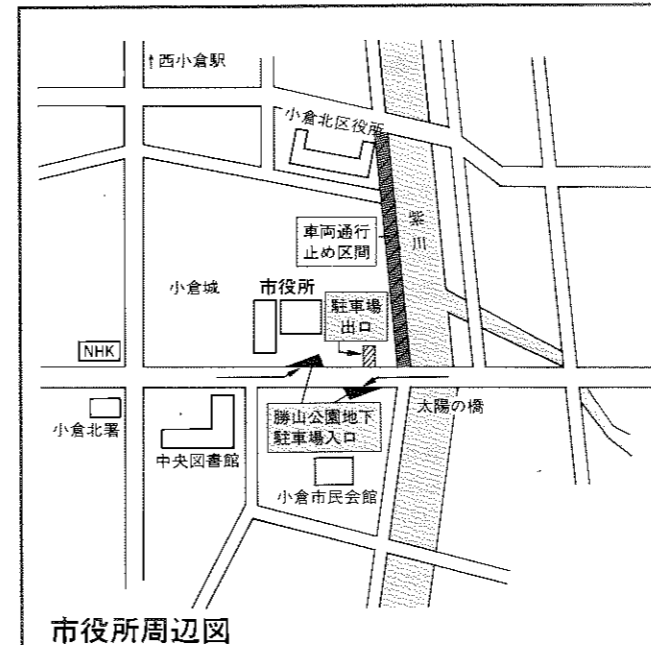 ↑西小倉駅
小倉北区役所
車両通行
止め区間
紫川
小倉城
市役所
駐車場
出口
NHK
小倉北署
中央図書館
勝山公園地下
駐車場入口
太陽の橋
小倉市民会館
市役所周辺図